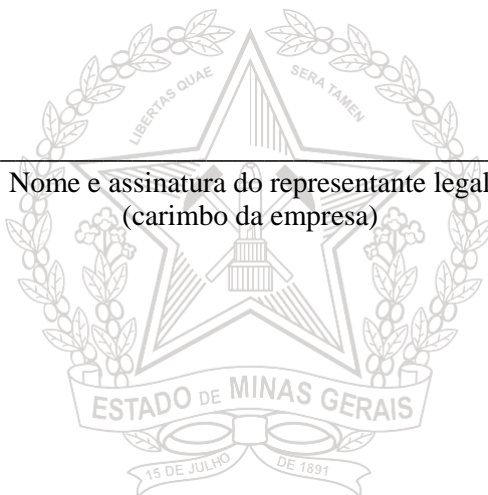 LIBERTAS QUAE SERA TAMEN
Nome e assinatura do representante legal
(carimbo da empresa)
ESTADO DE MINAS GERAIS
15 DE JULHO DE 1891